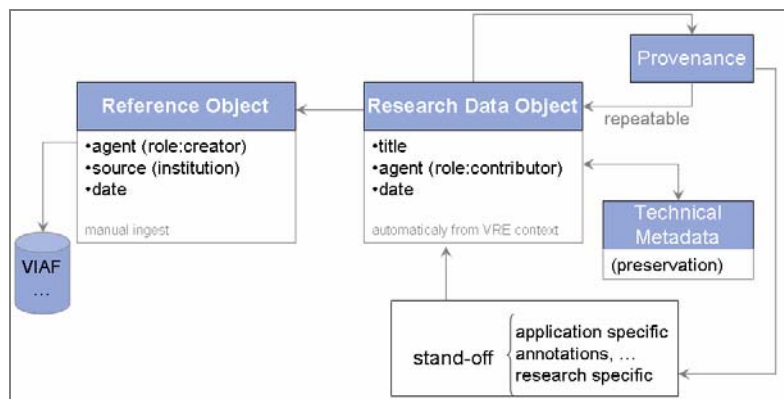 Provenance
repeatable
Reference Object
•agent (role:creator)
•source (institution)
•date
manual ingest
Research Data Object
•title
•agent (role:contributor)
•date
automaticaly from VRE context
Technical
Metadata
(preservation)
VIAF
...
stand-off
application specific
annotations, ...
research specific